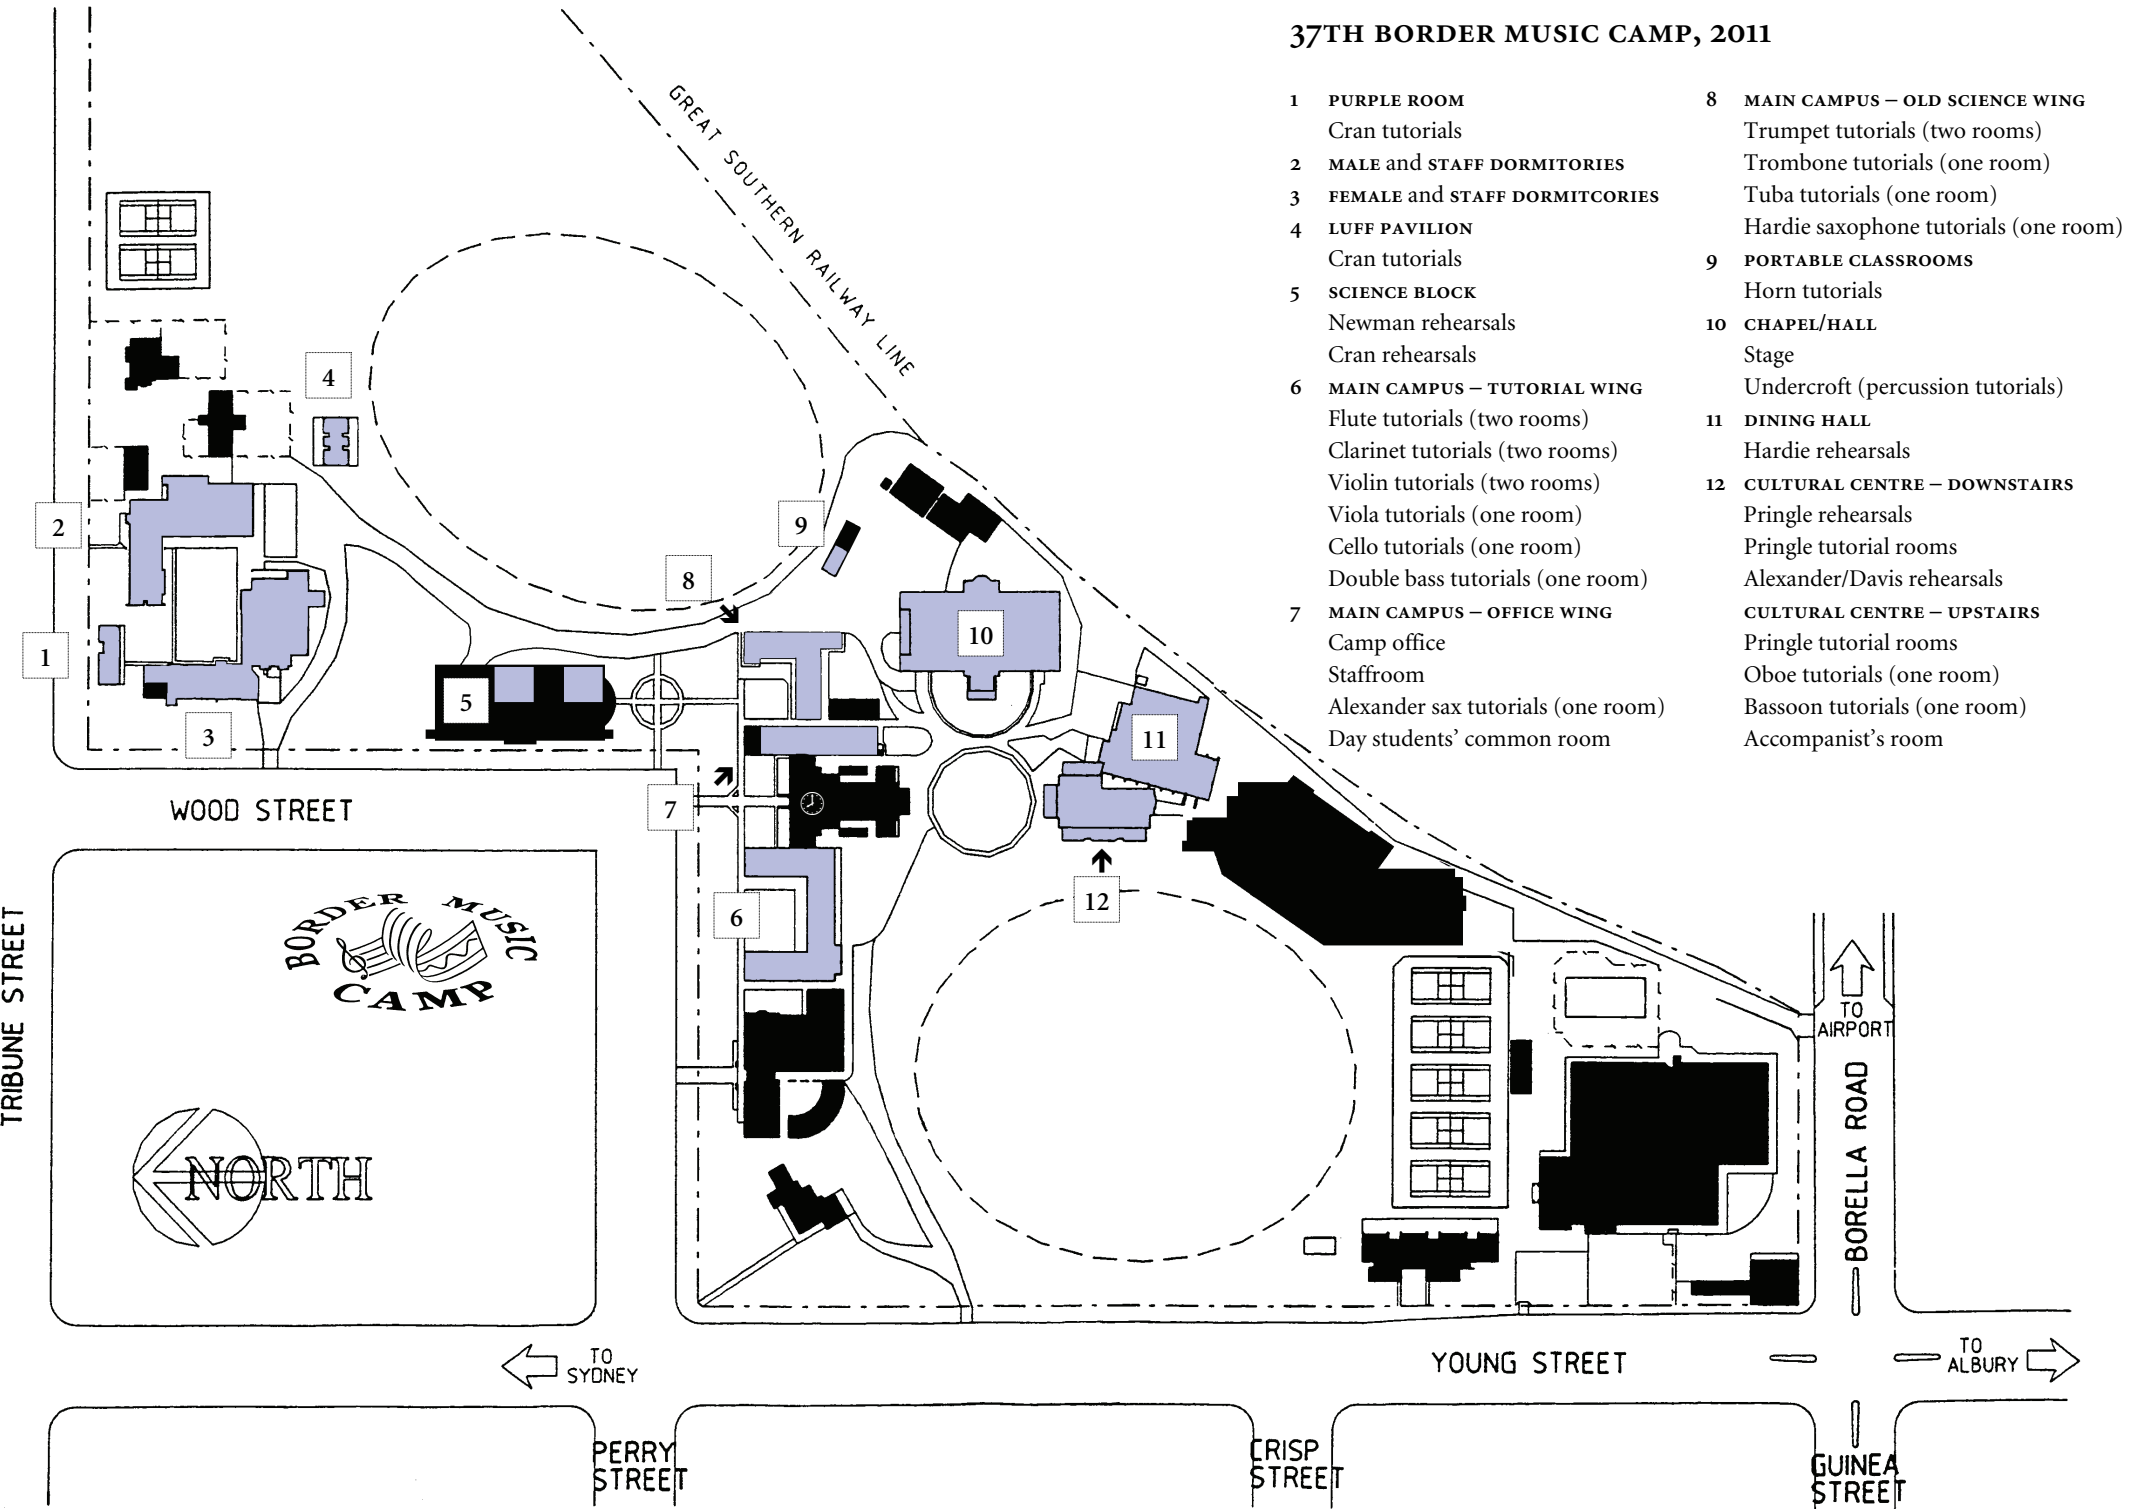 37TH BORDER MUSIC CAMP, 2011
1 PURPLE ROOM
Cran tutorials
2 MALE and STAFF DORMITORIES
3 FEMALE and STAFF DORMITCORIES
4 LUFF PAVILION
Cran tutorials
5 SCIENCE BLOCK
Newman rehearsals
Cran rehearsals
6 MAIN CAMPUS – TUTORIAL WING
Flute tutorials (two rooms)
Clarinet tutorials (two rooms)
Violin tutorials (two rooms)
Viola tutorials (one room)
Cello tutorials (one room)
Double bass tutorials (one room)
7 MAIN CAMPUS – OFFICE WING
Camp office
Staffroom
Alexander sax tutorials (one room)
Day students’ common room
8 MAIN CAMPUS – OLD SCIENCE WING
Trumpet tutorials (two rooms)
Trombone tutorials (one room)
Tuba tutorials (one room)
Hardie saxophone tutorials (one room)
9 PORTABLE CLASSROOMS
Horn tutorials
10 CHAPEL/HALL
Stage
Undercroft (percussion tutorials)
11 DINING HALL
Hardie rehearsals
12 CULTURAL CENTRE – DOWNSTAIRS
Pringle rehearsals
Pringle tutorial rooms
Alexander/Davis rehearsals
CULTURAL CENTRE – UPSTAIRS
Pringle tutorial rooms
Oboe tutorials (one room)
Bassoon tutorials (one room)
Accompanist’s room
GREAT SOUTHERN RAILWAY LINE
4
2
9
8
1
10
5
3
11
7
12
6
WOOD STREET
TRIBUNE STREET
BORDER MUSIC
CAMP
NORTH
TO
AIRPORT
BORELLA ROAD
TO
SYDNEY
YOUNG STREET
TO
ALBURY
PERRY
STREET
CRISP
STREET
GUINEA
STREET